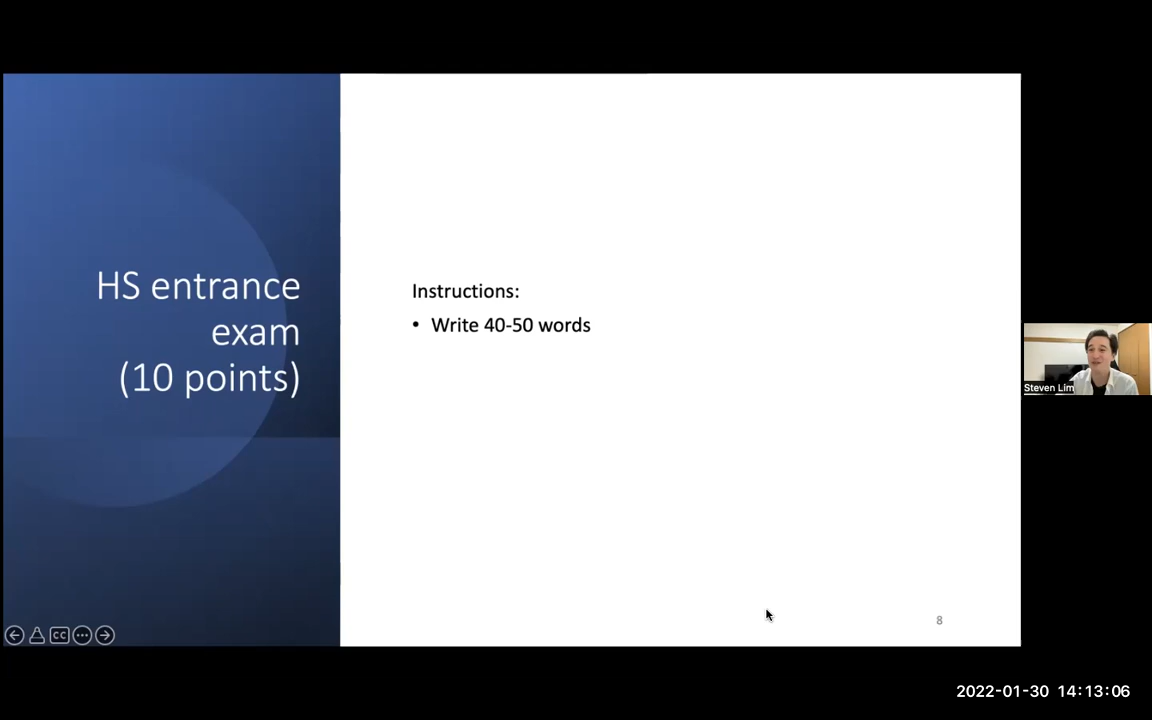 HS entrance
exam
(10 points)
Instructions:
• Write 40-50 words
Steven Lim
CC
8
2022-01-30 14:13:06